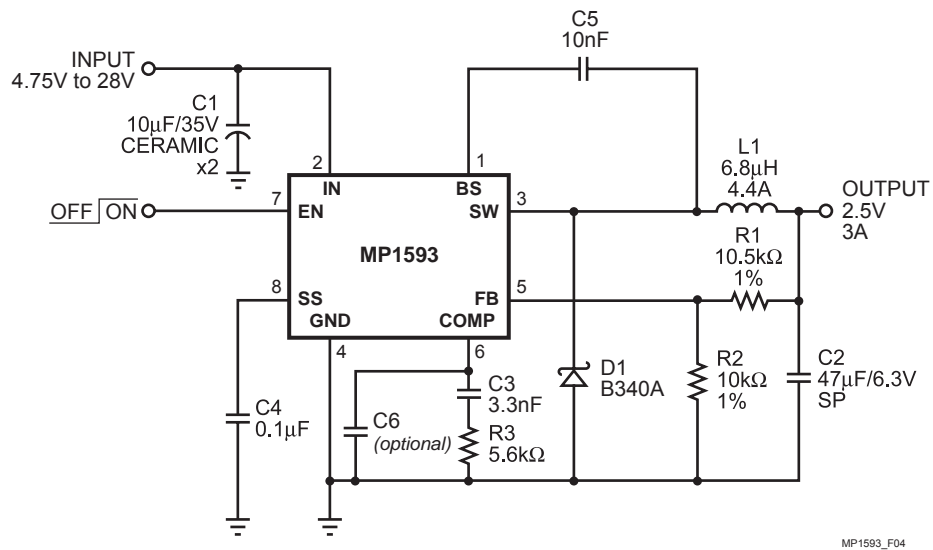 C5
10nF
INPUT
4.75V to 28V
C1
10μF/35V
CERAMIC
x2
2
1
L1
6.8μH
4.4A
IN
BS
7
EN
SW
3
OFF ON
OUTPUT
2.5V
3A
MP1593
R1
10.5kΩ
1%
8
SS
FB
5
GND
COMP
4
6
C4
0.1μF
C6
(optional)
C3
3.3nF
R3
5.6kΩ
D1
B340A
R2
10kΩ
1%
C2
47μF/6.3V
SP
MP1593_F04